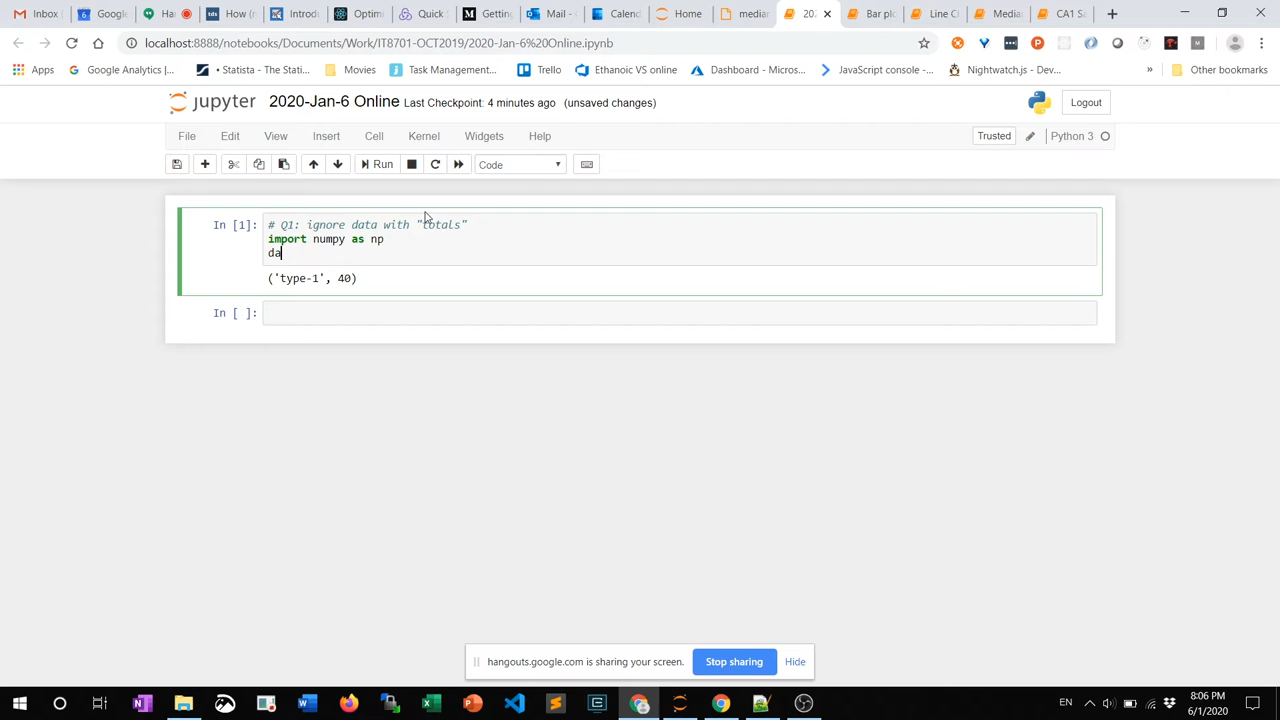 Inbox
Google
Har
How (
Introd
Optim
Quick
Gettin
Mail -
Calend
Home
median
202
Bar plo
Line C
Media
CA1 Sa
localhost:8888/notebooks/Documents/Work/IT8701-OCT2019/2020-Jan-6%20Online.ipynb
Apps
Google Analytics |...
Statista - The Stati...
Movies
Task Management...
Trello
Ethanoic VS online
Dashboard - Micros...
JavaScript console -...
Nightwatch.js - Dev...
»
Other bookmarks
jupyter 2020-Jan-6 Online Last Checkpoint: 4 minutes ago (unsaved changes)
Logout
File Edit View Insert Cell Kernel Widgets Help
Trusted
Python 3
Run
Code
In [1]: # Q1: ignore data with "totals"
import numpy as np
da
('type-1', 40)
In [ ]:
hangouts.google.com is sharing your screen. Stop sharing Hide
EN
8:06 PM
6/1/2020